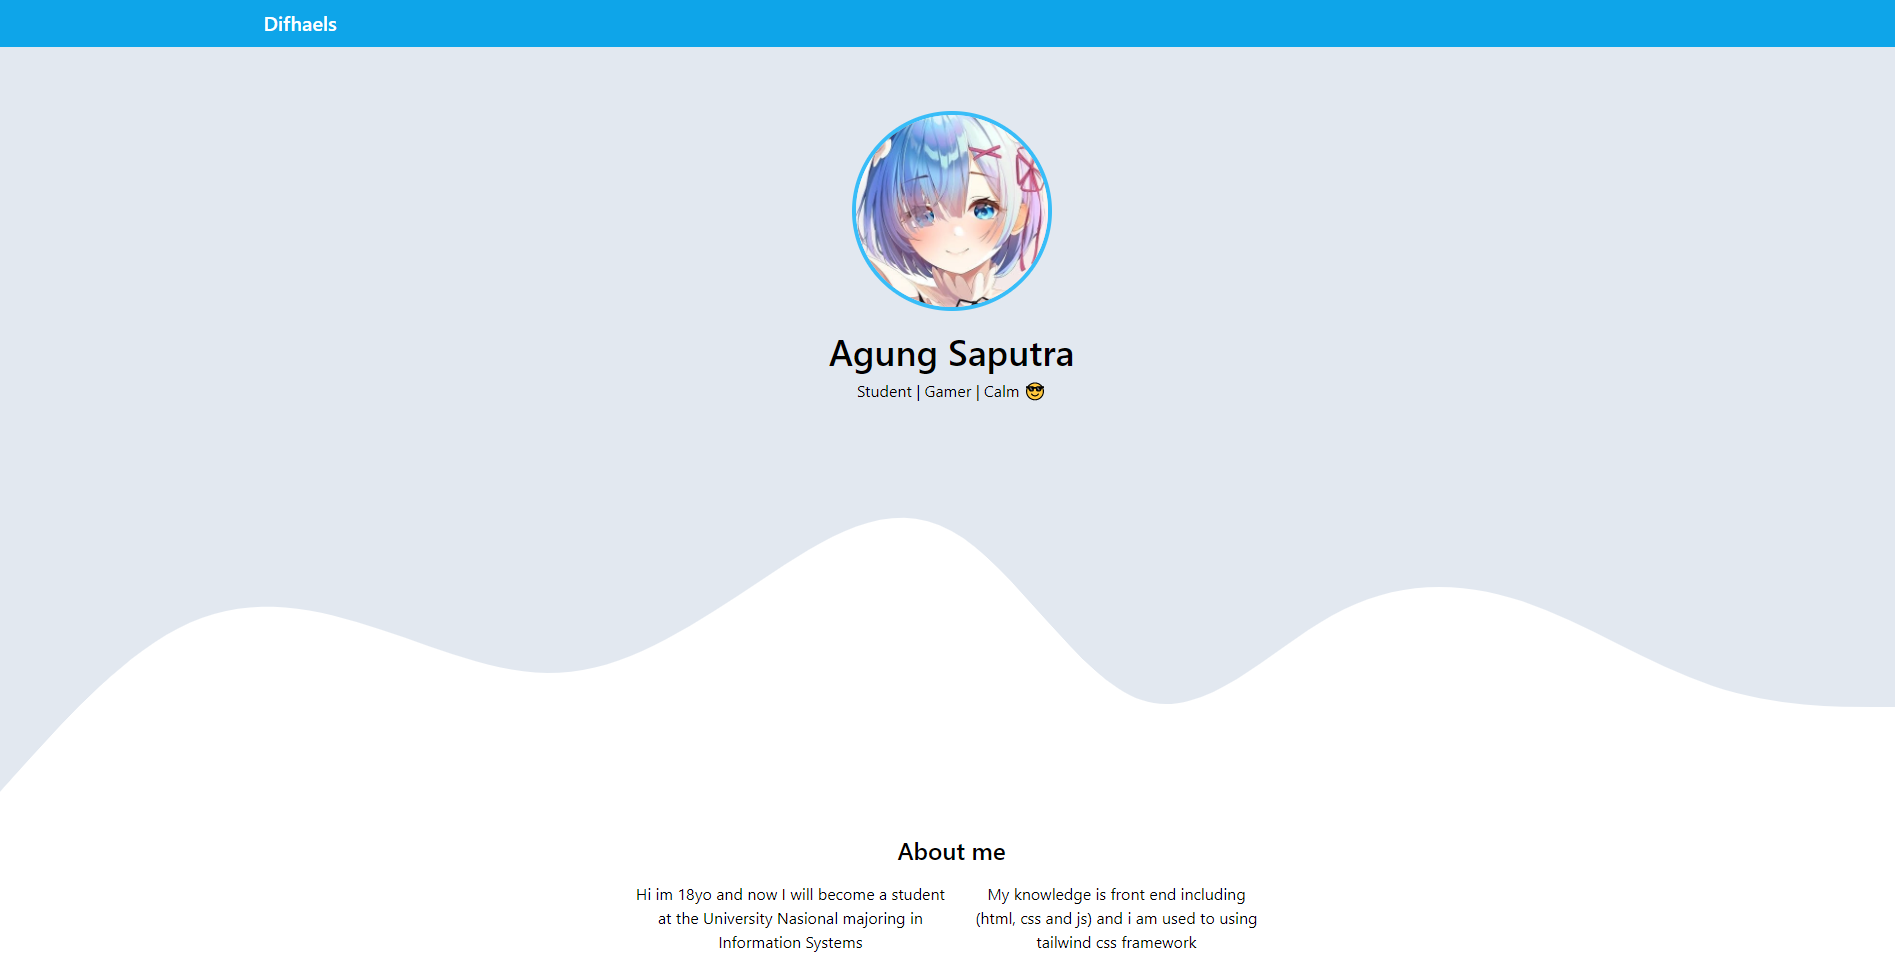 Difhaels
Agung Saputra
Student | Gamer | Calm 😎
About me
Hi im 18yo and now I will become a student
at the University Nasional majoring in
Information Systems
My knowledge is front end including
(html, css and js) and i am used to using
tailwind css framework